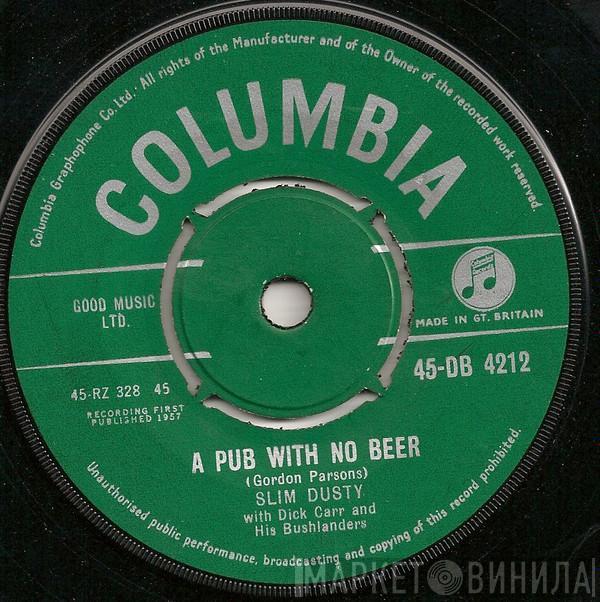 Columbia Graphophone Co. Ltd. · All rights of the Manufacturer and of the Owner of the recorded work reserved.
COLUMBIA
GOOD MUSIC
LTD.
Columbia
Records
MADE IN GT. BRITAIN
45-RZ 328 45
45-DB 4212
RECORDING FIRST
PUBLISHED 1957
A PUB WITH NO BEER
(Gordon Parsons)
SLIM DUSTY
with Dick Carr and
His Bushlanders
Unauthorised public performance, broadcasting and copying of this record prohibited.
МАРКЕТ ВИНИЛА